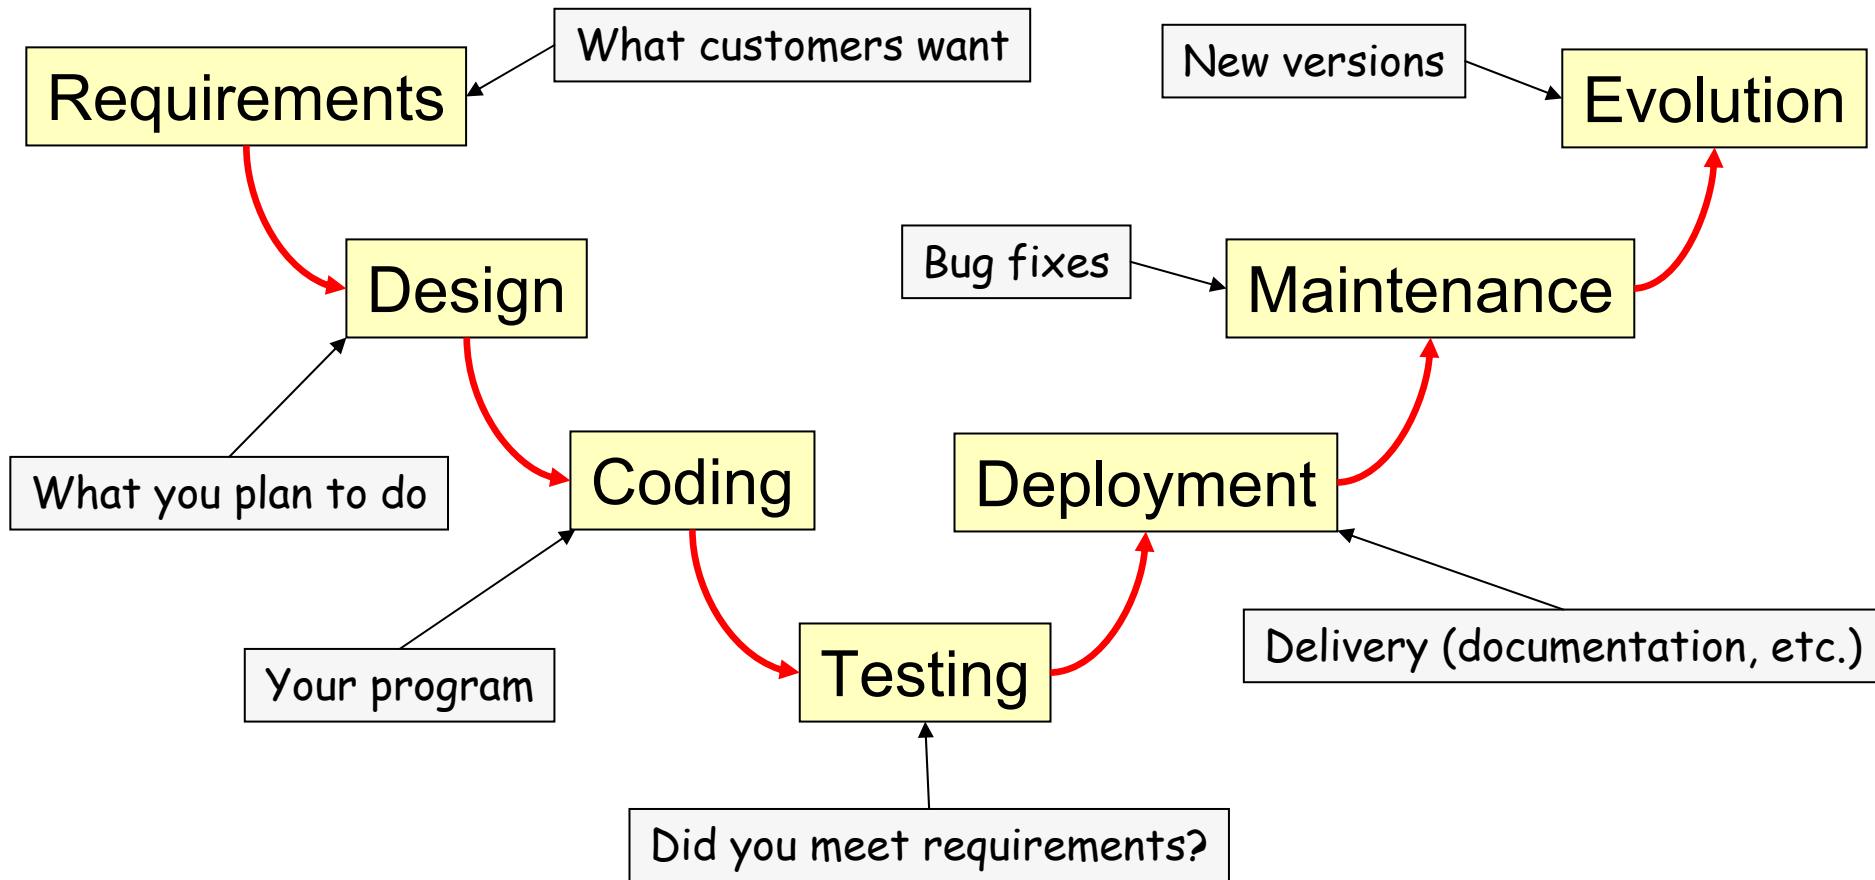 What customers want
Requirements
New versions
Evolution
Design
Bug fixes
Maintenance
What you plan to do
Coding
Deployment
Your program
Testing
Delivery (documentation, etc.)
Did you meet requirements?